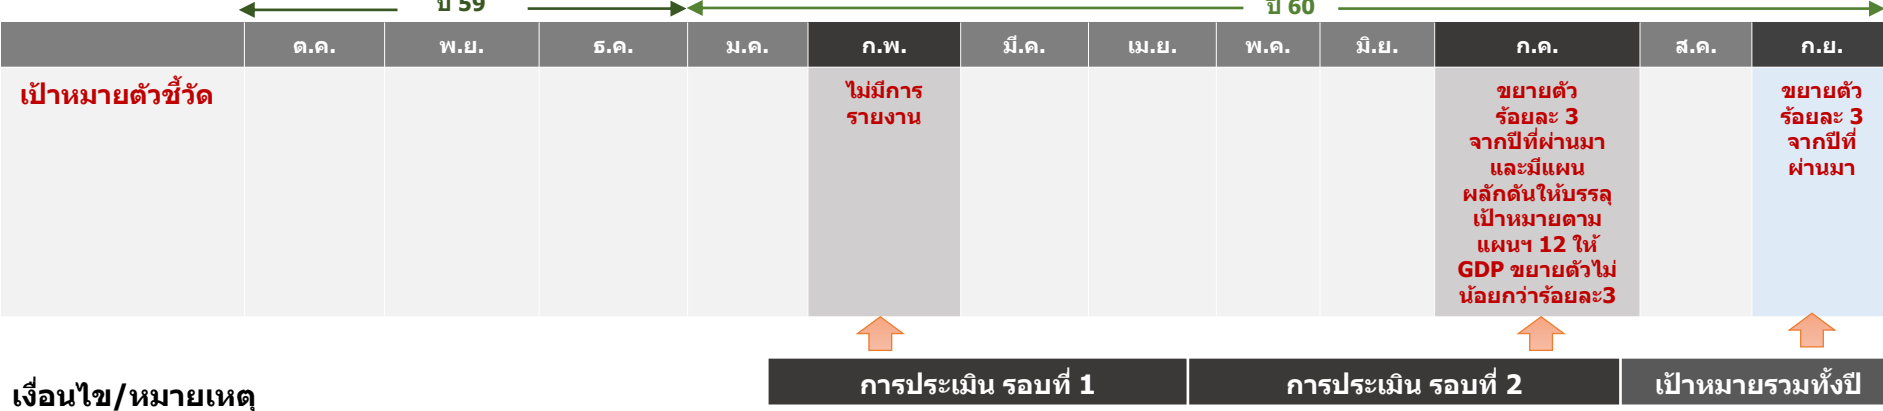 ปี 59 ปี 60
ต.ค. พ.ย. ธ.ค. ม.ค. ก.พ. มี.ค. เม.ย. พ.ค. มิ.ย. ก.ค. ส.ค. ก.ย.
เป้าหมายตัวชี้วัด
ไม่มีการ
รายงาน
ขยายตัว
ร้อยละ 3
จากปีที่ผ่านมา
และมีแผน
ผลักดันให้บรรลุ
เป้าหมายตาม
แผนฯ 12 ให้
GDP ขยายตัวไม่
น้อยกว่าร้อยละ3
ขยายตัว
ร้อยละ 3
จากปีที่
ผ่านมา
การประเมิน รอบที่ 1 การประเมิน รอบที่ 2 เป้าหมายรวมทั้งปี
เงื่อนไข/หมายเหตุ